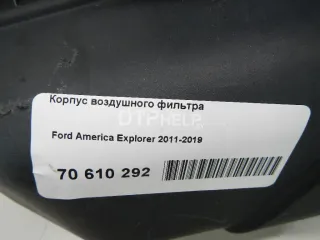 Корпус воздушного фильтра
DTPHELP
Ford America Explorer 2011-2019
70 610 292